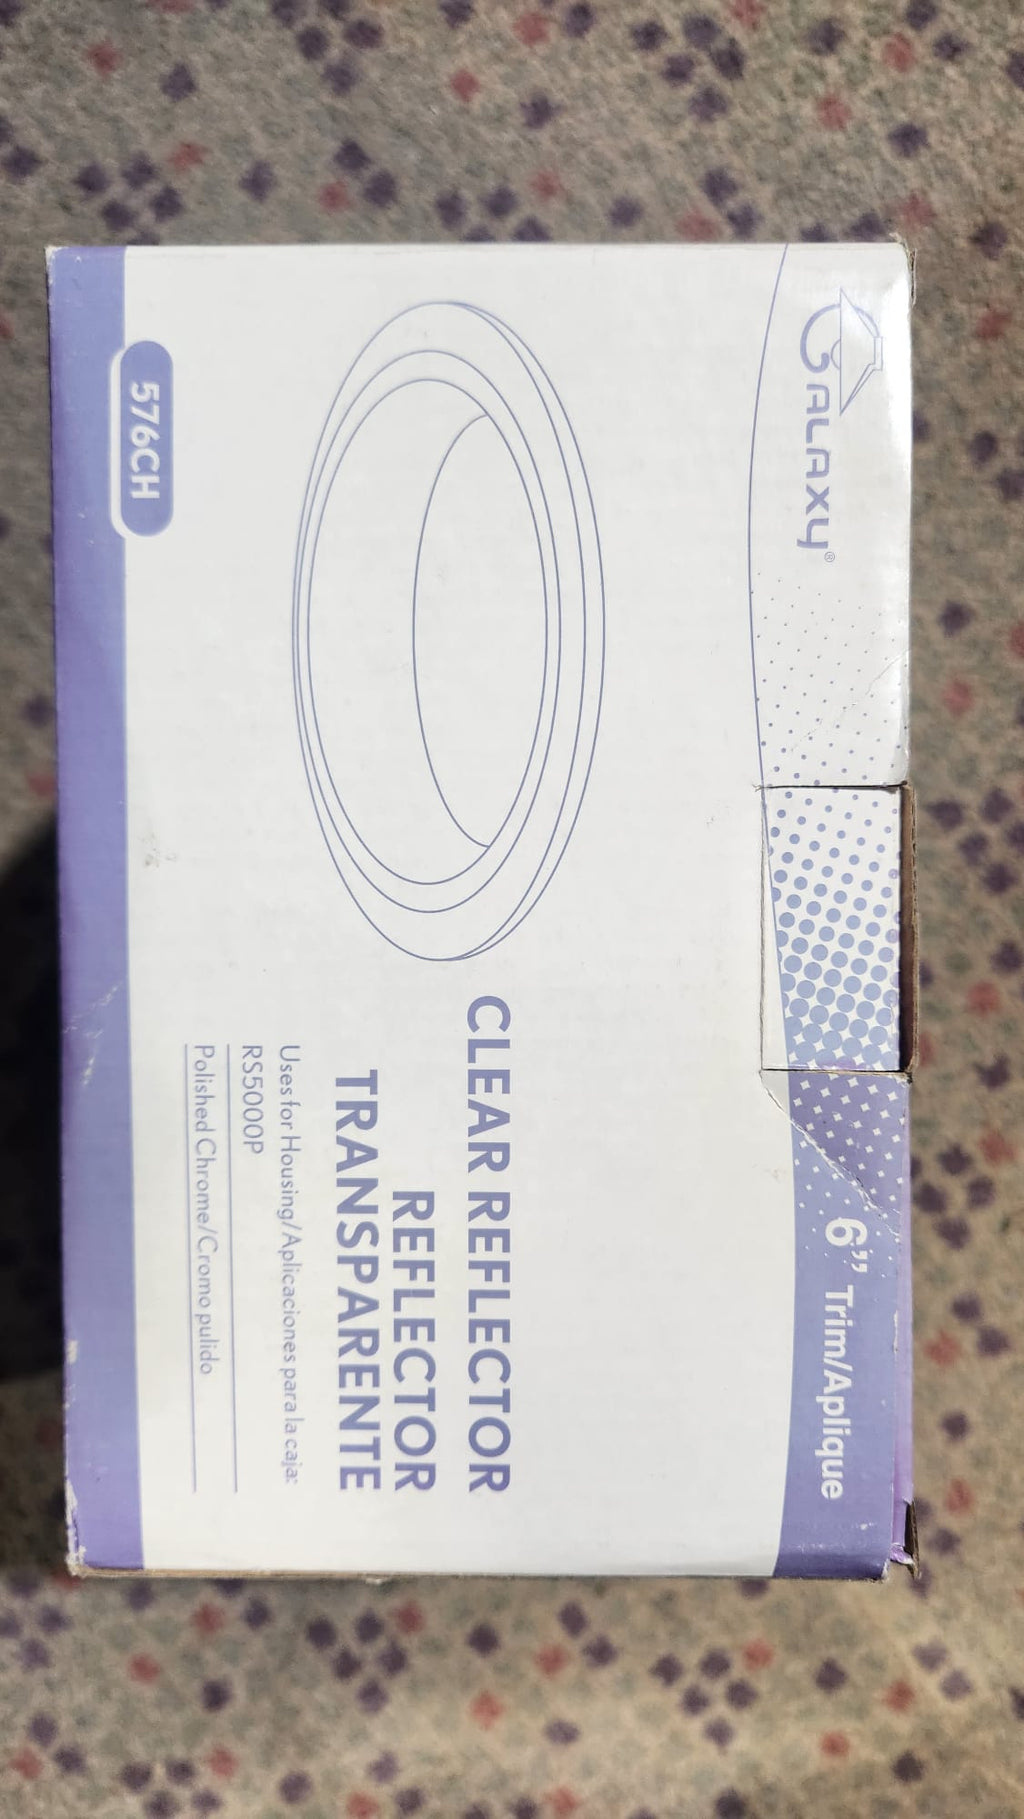 GALAXY®
6” Trim/Aplique
CLEAR REFLECTOR
REFLECTOR
TRANSPARENTE
Uses for Housing/Aplicaciones para la caja:
RS500OP
Polished Chrome/Cromo pulido
576CH